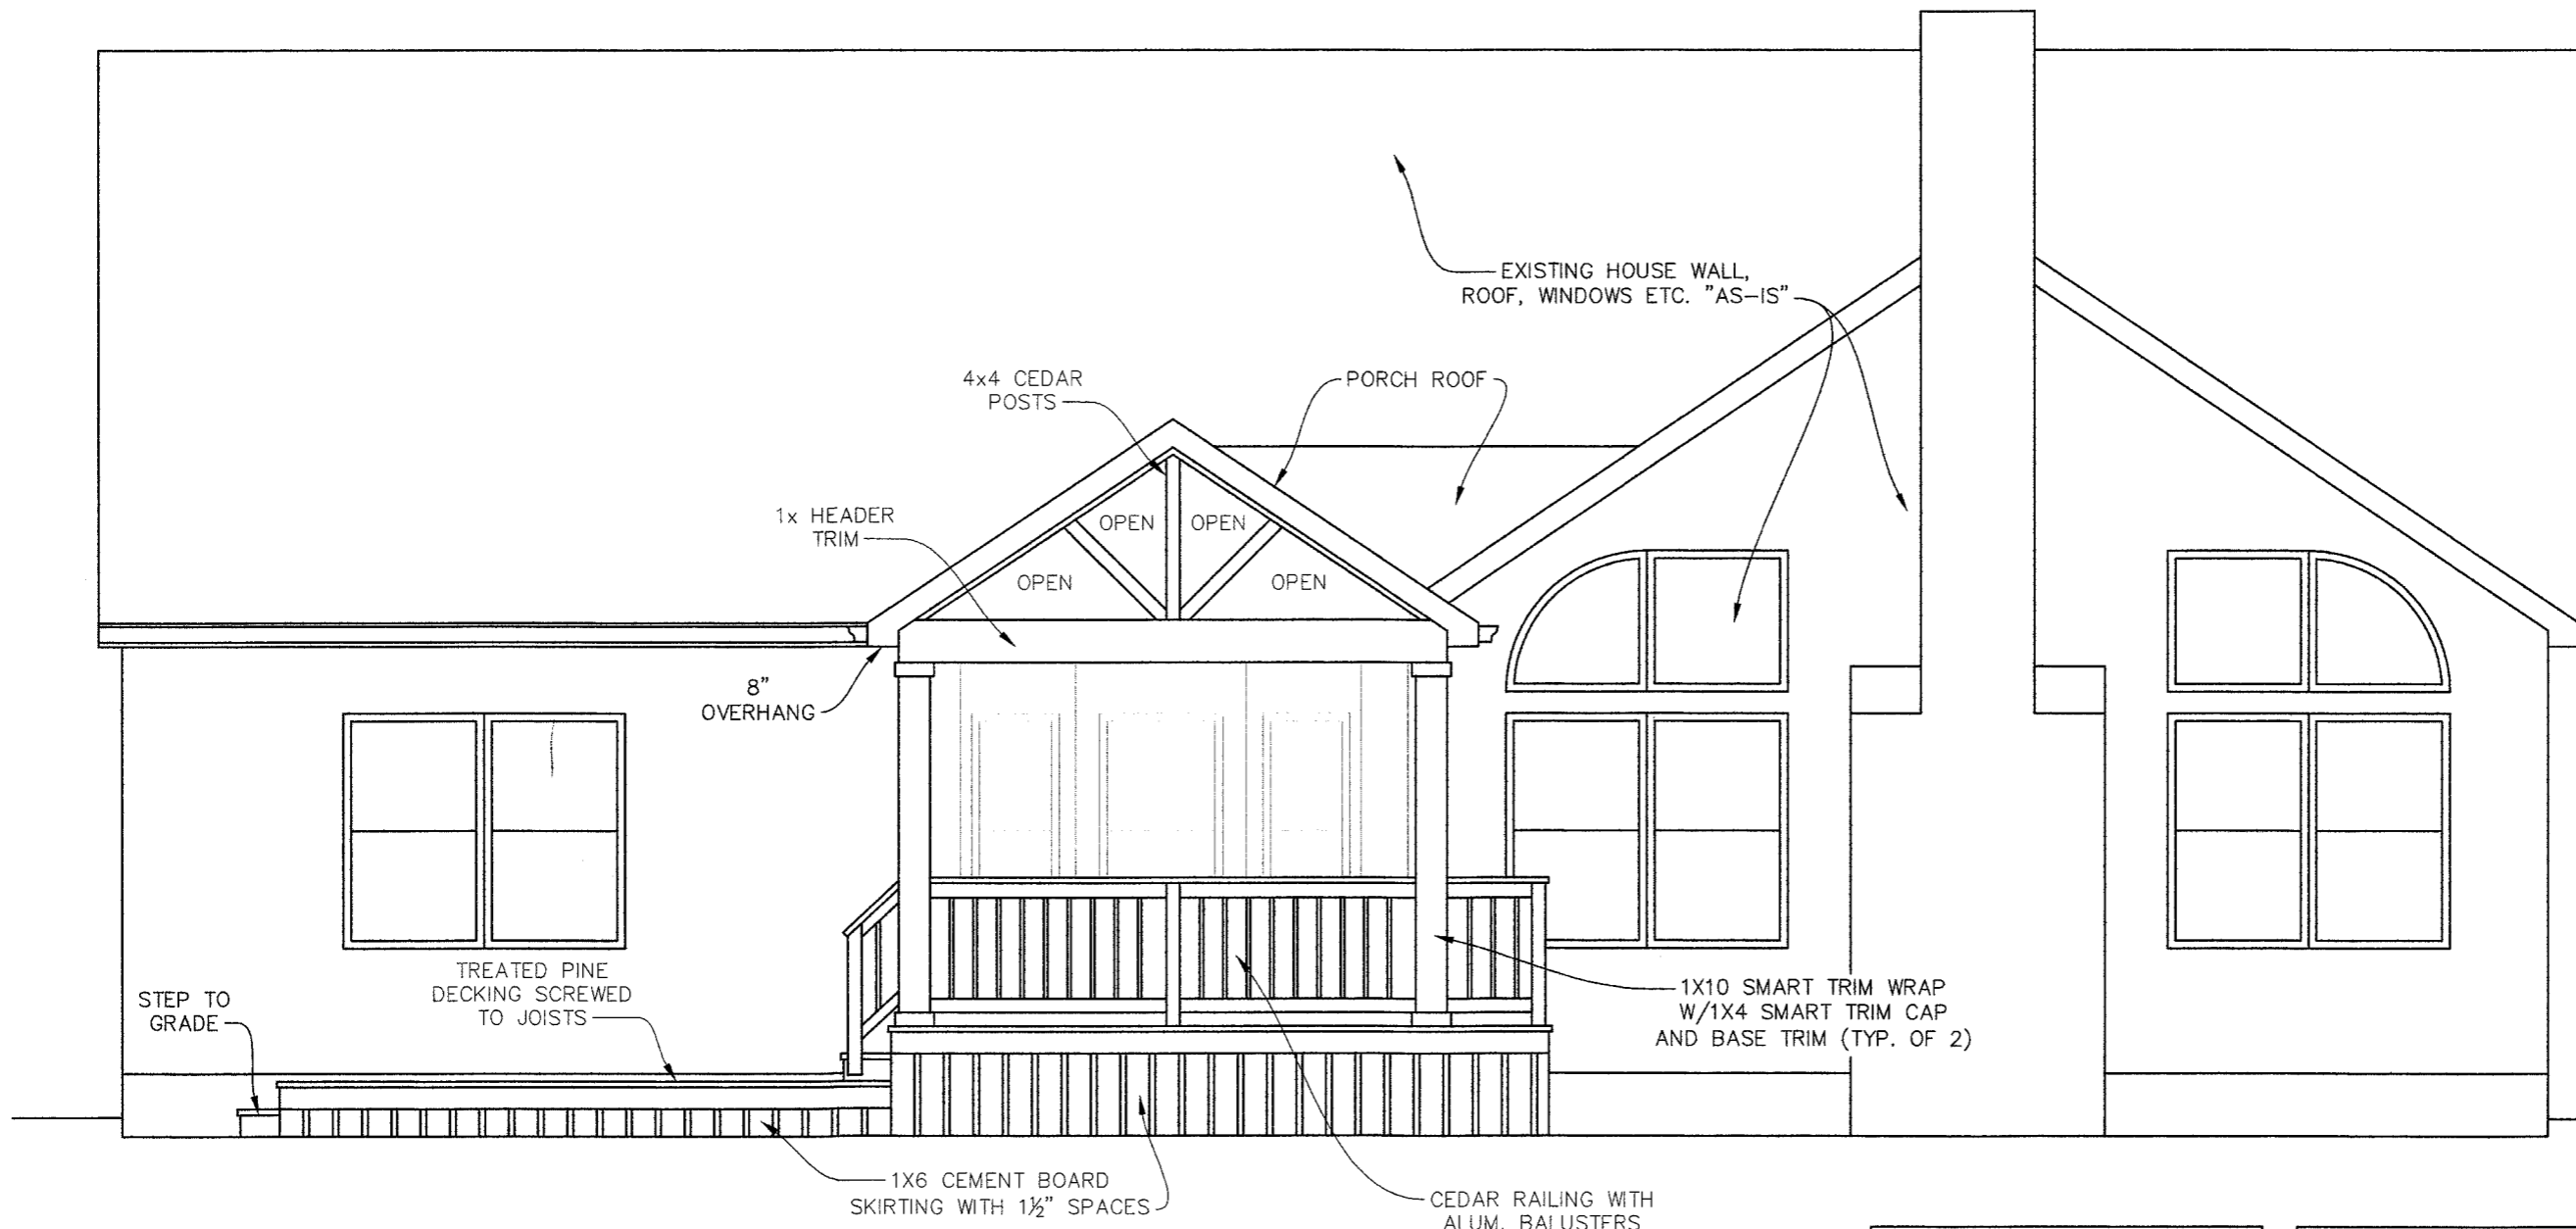 EXISTING HOUSE WALL,
ROOF, WINDOWS ETC. "AS-IS"
4x4 CEDAR
POSTS
PORCH ROOF
1x HEADER
TRIM
OPEN
OPEN
OPEN
OPEN
8"
OVERHANG
TREATED PINE
DECKING SCREWED
TO JOISTS
STEP TO
GRADE
1X10 SMART TRIM WRAP
W/1X4 SMART TRIM CAP
AND BASE TRIM (TYP. OF 2)
1X6 CEMENT BOARD
SKIRTING WITH 1½" SPACES
CEDAR RAILING WITH
ALUM. BALUSTERS